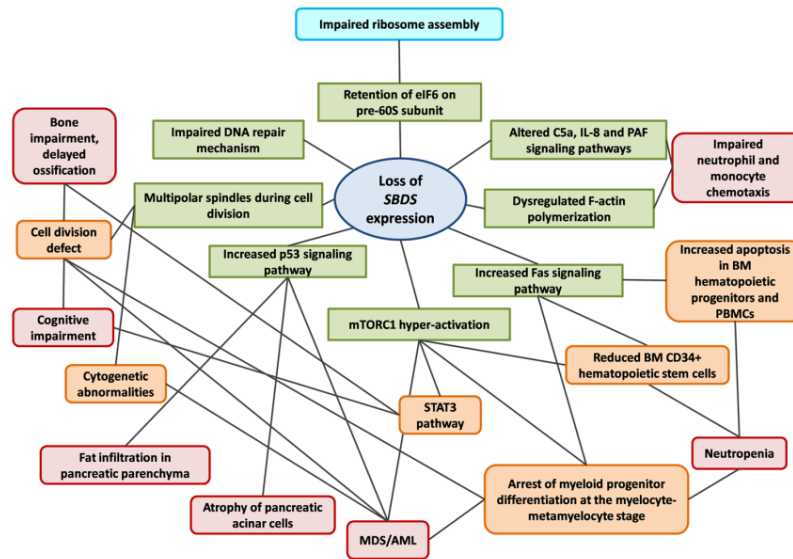 Impaired ribosome assembly
Retention of eIF6 on
pre-60S subunit
Bone
impairment,
delayed
ossification
Impaired DNA repair
mechanism
Altered C5a, IL-8 and PAF
signaling pathways
Impaired
neutrophil and
monocyte
chemotaxis
Loss of
SBDS
expression
Multipolar spindles during cell
division
Dysregulated F-actin
polymerization
Cell division
defect
Increased p53 signaling
pathway
Increased Fas signaling
pathway
Increased apoptosis
in BM
hematopoietic
progenitors and
PBMCs
Cognitive
impairment
mTORC1 hyper-activation
Reduced BM CD34+
hematopoietic stem cells
Cytogenetic
abnormalities
STAT3
pathway
Fat infiltration in
pancreatic parenchyma
Neutropenia
Atrophy of pancreatic
acinar cells
Arrest of myeloid progenitor
differentiation at the myelocyte-
metamyelocyte stage
MDS/AML